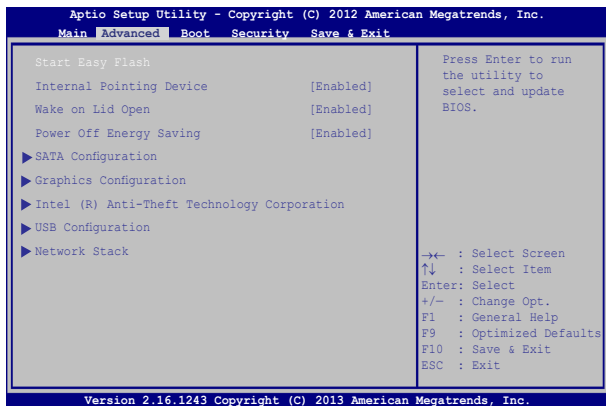 Aptio Setup Utility - Copyright (C) 2012 American Megatrends, Inc.
Main Advanced Boot Security Save & Exit
Start Easy Flash
Internal Pointing Device [Enabled]
Wake on Lid Open [Enabled]
Power Off Energy Saving [Enabled]
SATA Configuration
Graphics Configuration
Intel (R) Anti-Theft Technology Corporation
USB Configuration
Network Stack
Press Enter to run
the utility to
select and update
BIOS.
→← : Select Screen
↑↓ : Select Item
Enter: Select
+/— : Change Opt.
F1 : General Help
F9 : Optimized Defaults
F10 : Save & Exit
ESC : Exit
Version 2.16.1243 Copyright (C) 2013 American Megatrends, Inc.